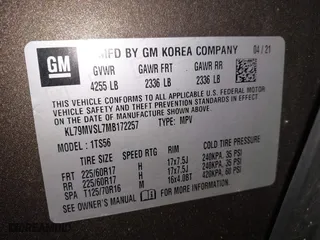 GM
MFD BY GM KOREA COMPANY 04 / 21
GVWR GAWR FRT GAWR RR
4255 LB 2336 LB 2336 LB
THIS VEHICLE CONFORMS TO ALL APPLICABLE U.S. FEDERAL MOTOR
VEHICLE SAFETY AND THEFT PREVENTION STANDARDS IN EFFECT
ON THE DATE OF MANUFACTURE SHOWN ABOVE.
KL79MVSL7MB172257 TYPE: MPV
MODEL: 1TS56
TIRE SIZE SPEED RTG RIM COLD TIRE PRESSURE
FRT 225/60R17 H 17x7.5J 240KPA, 35 PSI
RR 225/60R17 H 17x7.5J 240KPA, 35 PSI
SPA T125/70R16 M 16x4.0BT 420KPA, 60 PSI
SEE OWNER'S MANUAL FOR MORE INFORMATION